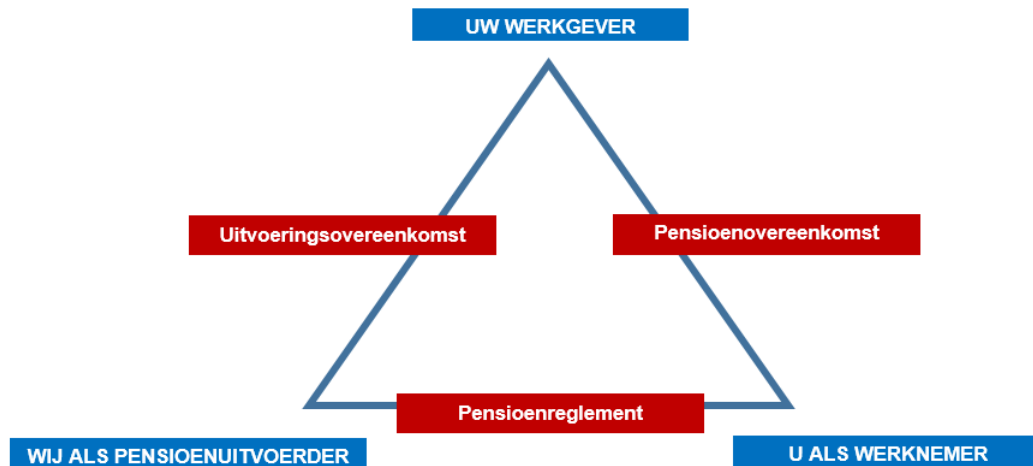 UW WERKGEVER
Uitvoeringsovereenkomst
Pensioenovereenkomst
Pensioenreglement
WIJ ALS PENSIOENUITVOERDER
U ALS WERKNEMER